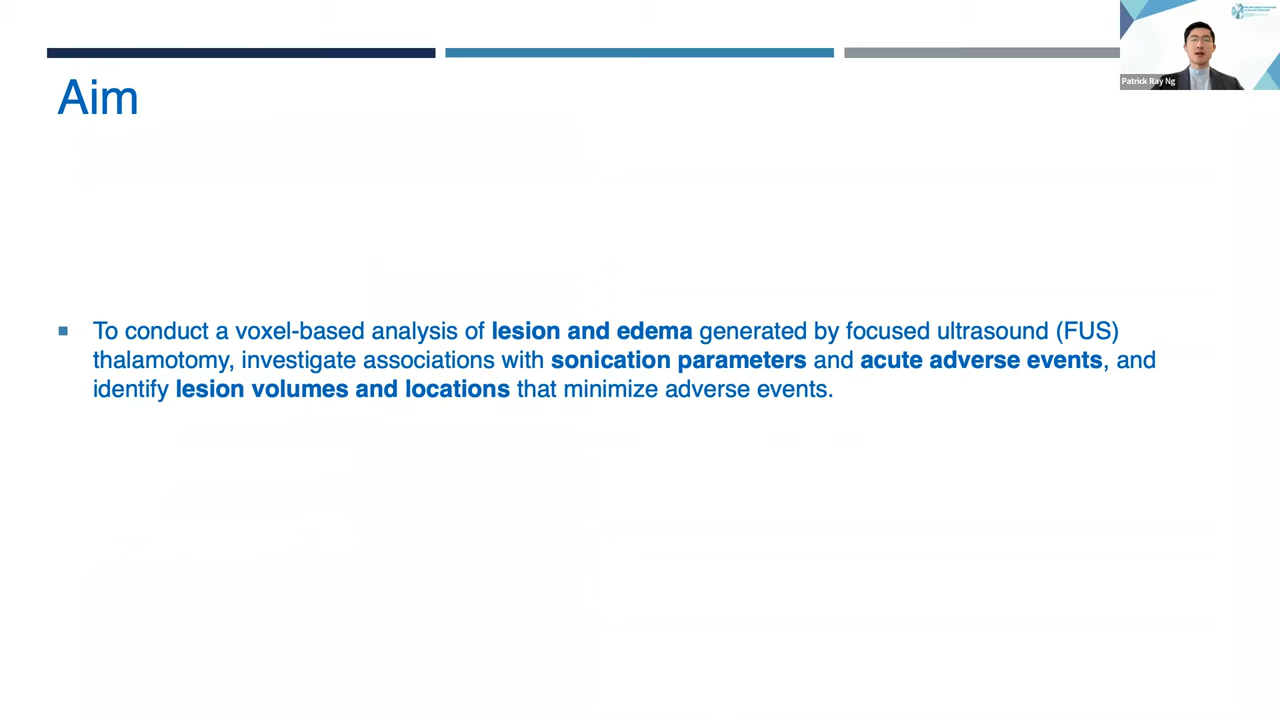 Aim
To conduct a voxel-based analysis of lesion and edema generated by focused ultrasound (FUS)
thalamotomy, investigate associations with sonication parameters and acute adverse events, and
identify lesion volumes and locations that minimize adverse events.
Patrick Ray Ng